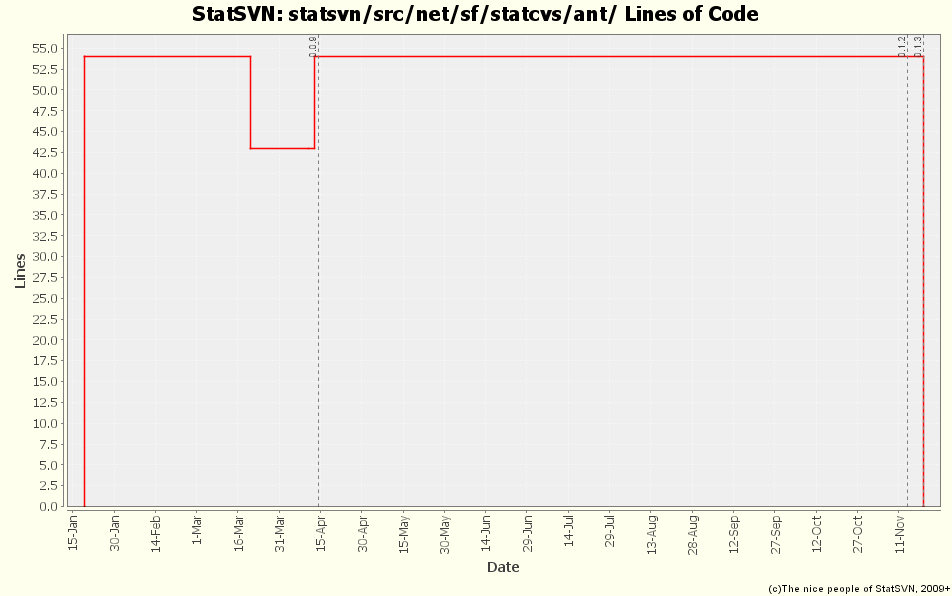 StatSVN: statsvn/src/net/sf/statcvs/ant/ Lines of Code
0.0.9
0.1.2
0.1.3
55.0
52.5
50.0
47.5
45.0
42.5
40.0
37.5
35.0
32.5
30.0
27.5
25.0
22.5
20.0
17.5
15.0
12.5
10.0
7.5
5.0
2.5
0.0
Lines
15-Jan
30-Jan
14-Feb
1-Mar
16-Mar
31-Mar
15-Apr
30-Apr
15-May
30-May
14-Jun
29-Jun
14-Jul
29-Jul
13-Aug
28-Aug
12-Sep
27-Sep
12-Oct
27-Oct
11-Nov
Date
(c)The nice people of StatSVN, 2009+